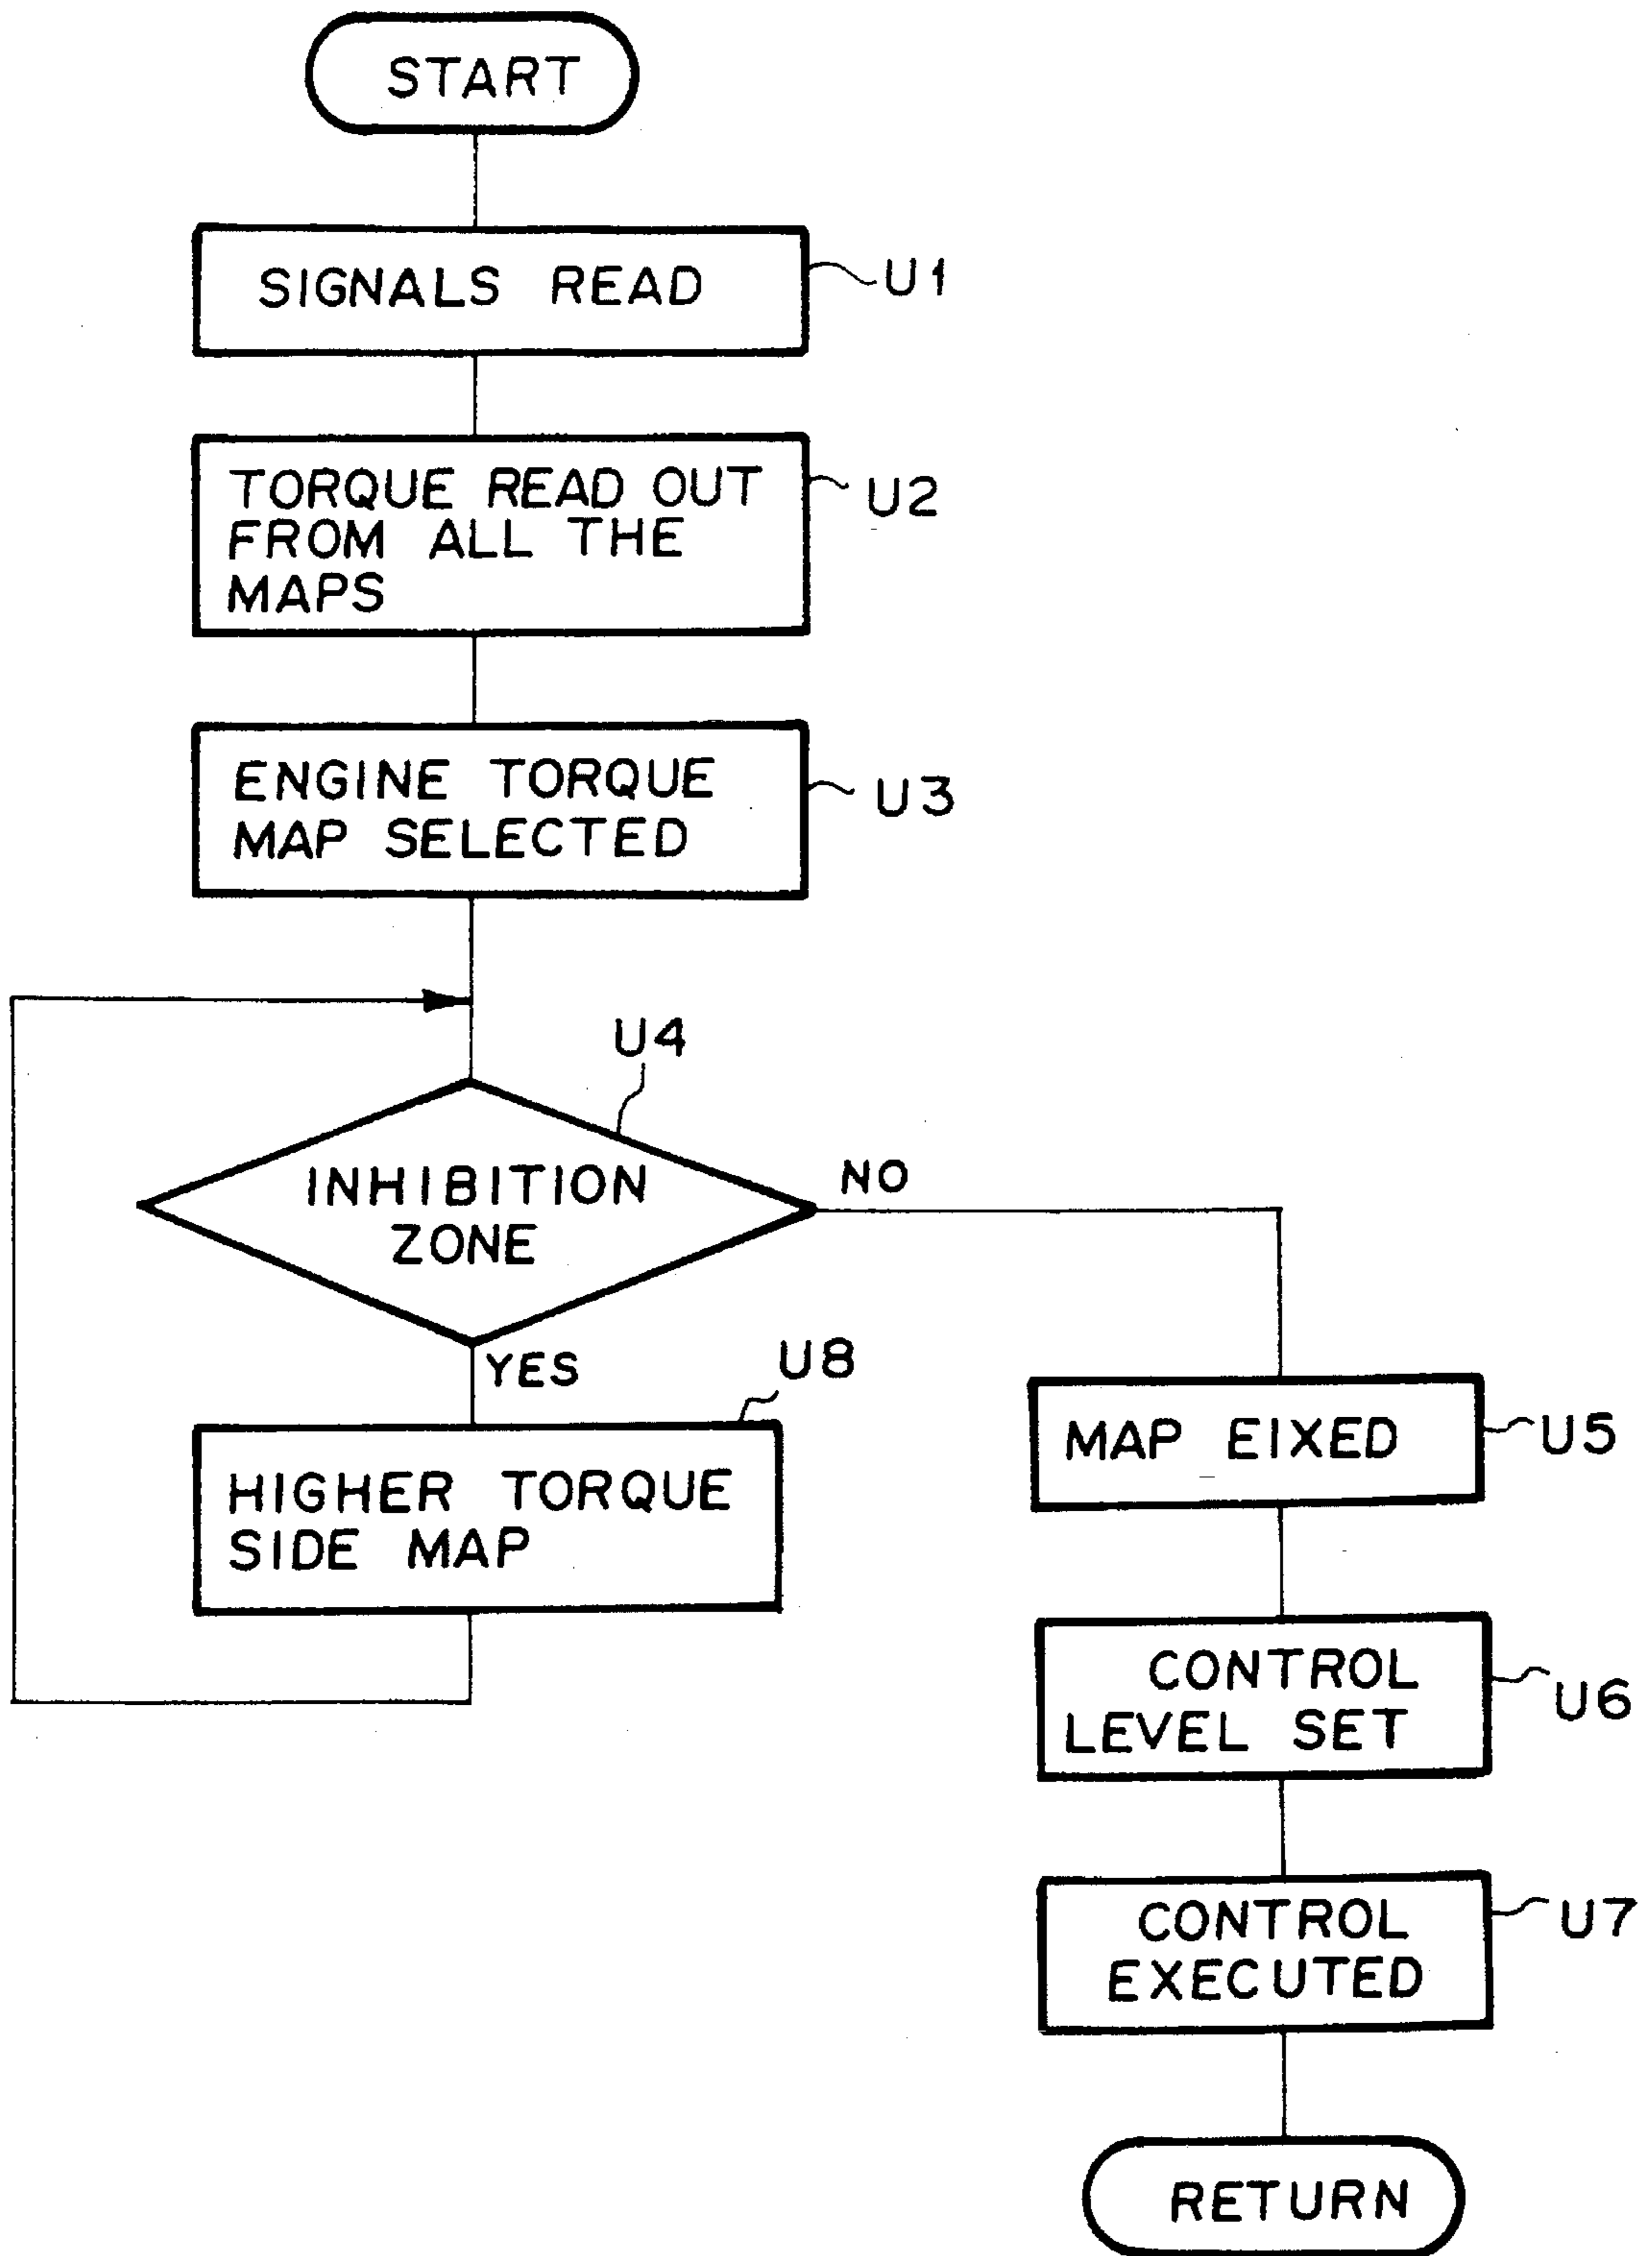 START
SIGNALS READ
U1
TORQUE READ OUT
FROM ALL THE
MAPS
U2
ENGINE TORQUE
MAP SELECTED
U3
U4
INHIBITION
ZONE
NO
YES
U8
HIGHER TORQUE
SIDE MAP
MAP EIXED
U5
CONTROL
LEVEL SET
U6
CONTROL
EXECUTED
U7
RETURN